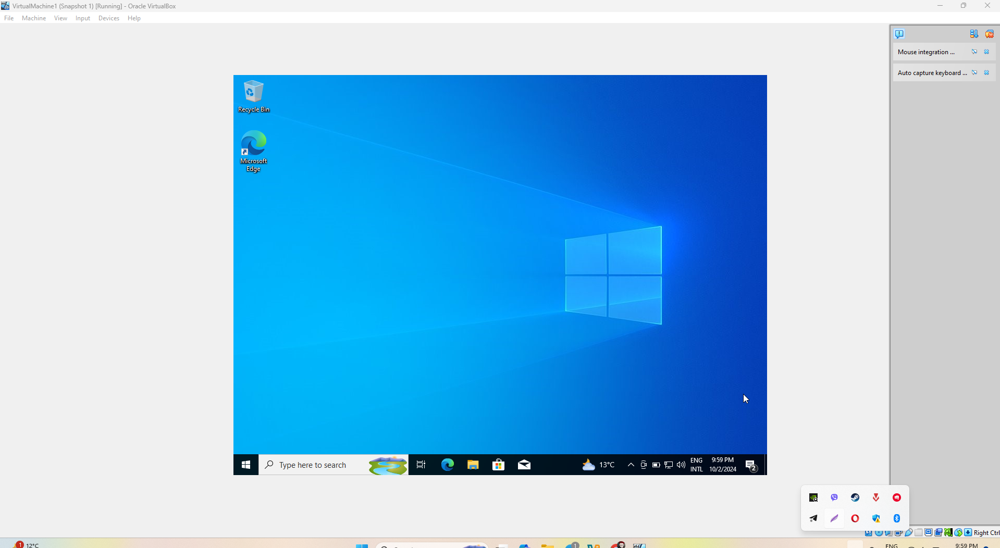 VirtualMachine1 (Snapshot 1) [Running] - Oracle VirtualBox
File Machine View Input Devices Help
Mouse integration ...
Auto capture keyboard ...
Recycle Bin
Microsoft
Edge
Type here to search
13°C
ENG
INTL
9:59 PM
10/2/2024
2
Right Ctrl
1
12°C
1
ENG
9:59 PM